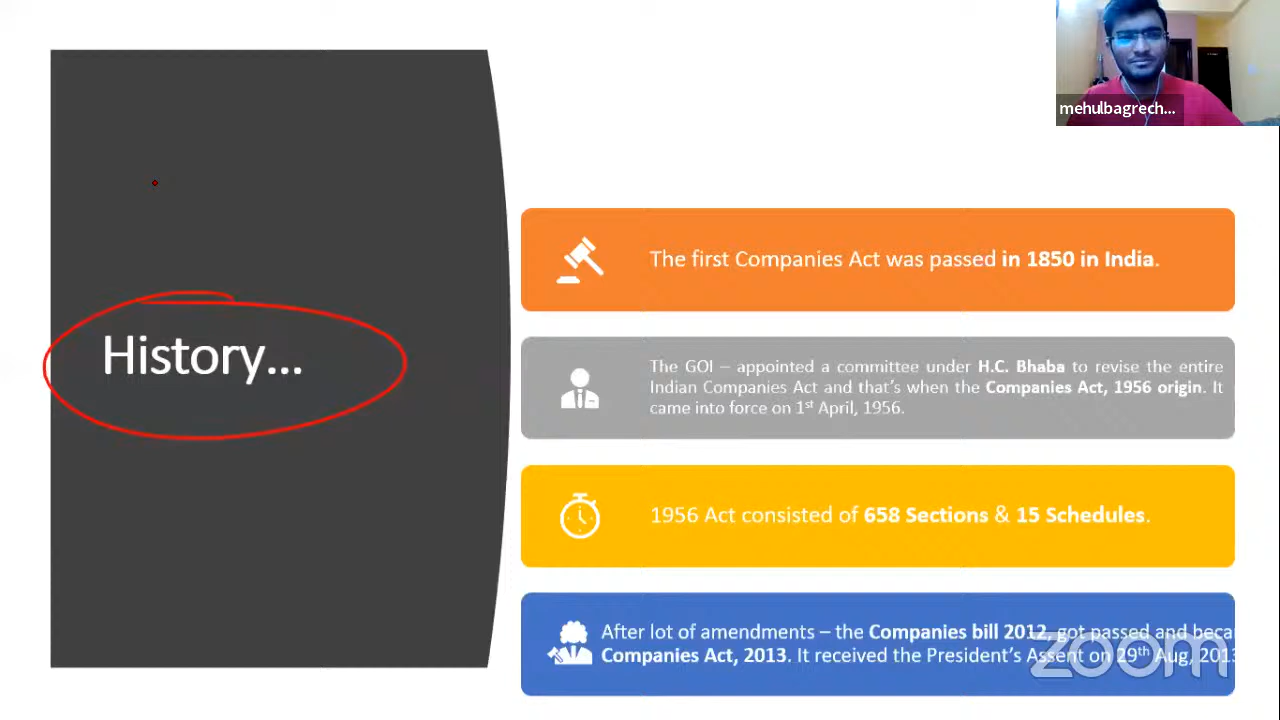 mehulbagrech...
The first Companies Act was passed in 1850 in India.
History...
The GOI – appointed a committee under H.C. Bhaba to revise the entire
Indian Companies Act and that's when the Companies Act, 1956 origin. It
came into force on 1st April, 1956.
1956 Act consisted of 658 Sections & 15 Schedules.
After lot of amendments – the Companies bill 2012, got passed and becam
Companies Act, 2013. It received the President's Assent on 29th Aug, 2013
zoom